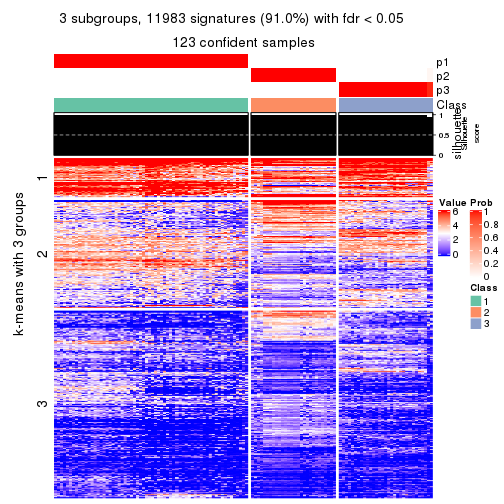 3 subgroups, 11983 signatures (91.0%) with fdr < 0.05
123 confident samples
p1
p2
p3
Class
silhouette
Silhouette
score
1
0.5
0
k-means with 3 groups
1
2
3
Value
6
4
2
0
Prob
1
0.8
0.6
0.4
0.2
0
Class
1
2
3